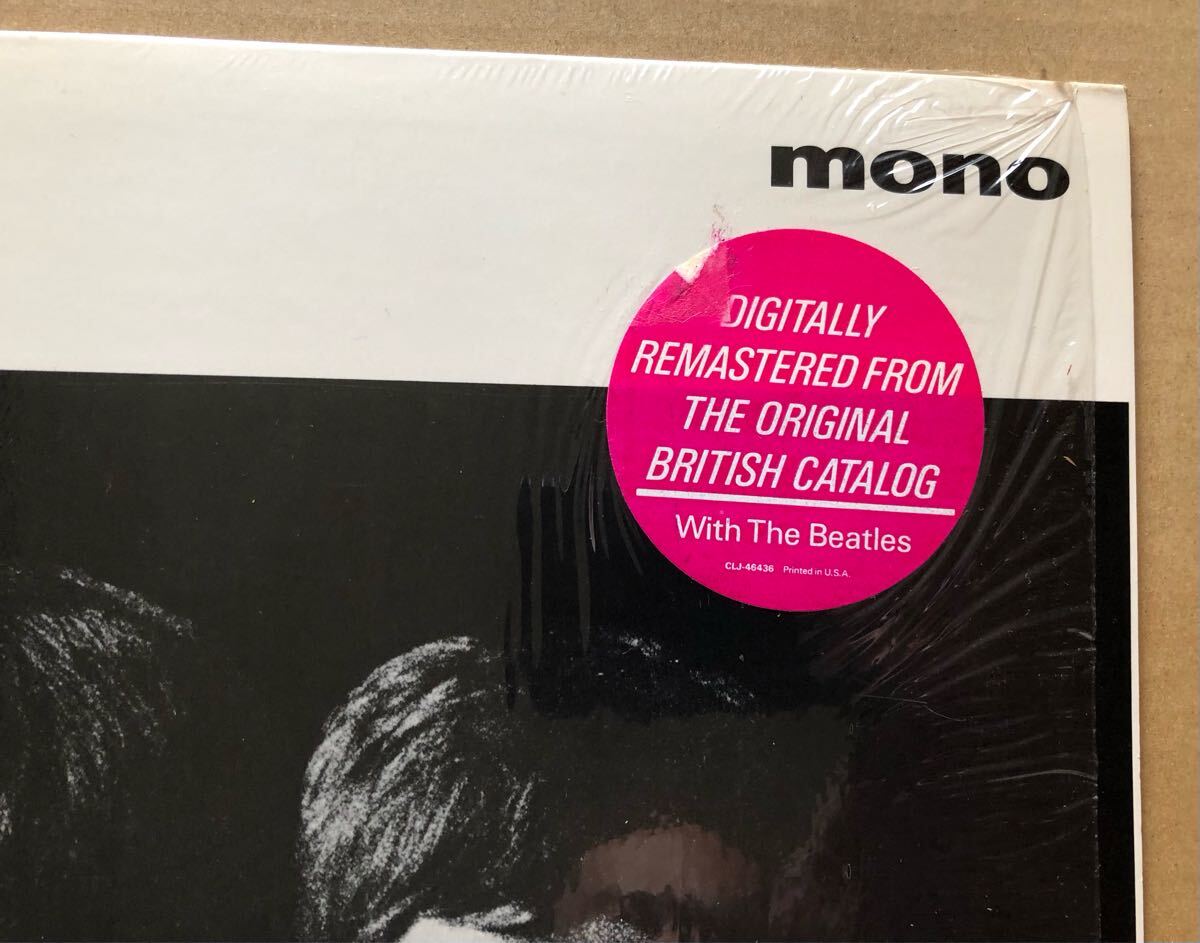 mono
DIGITALLY
REMASTERED FROM
THE ORIGINAL
BRITISH CATALOG
With The Beatles
CLJ-46436 Printed in U.S.A.